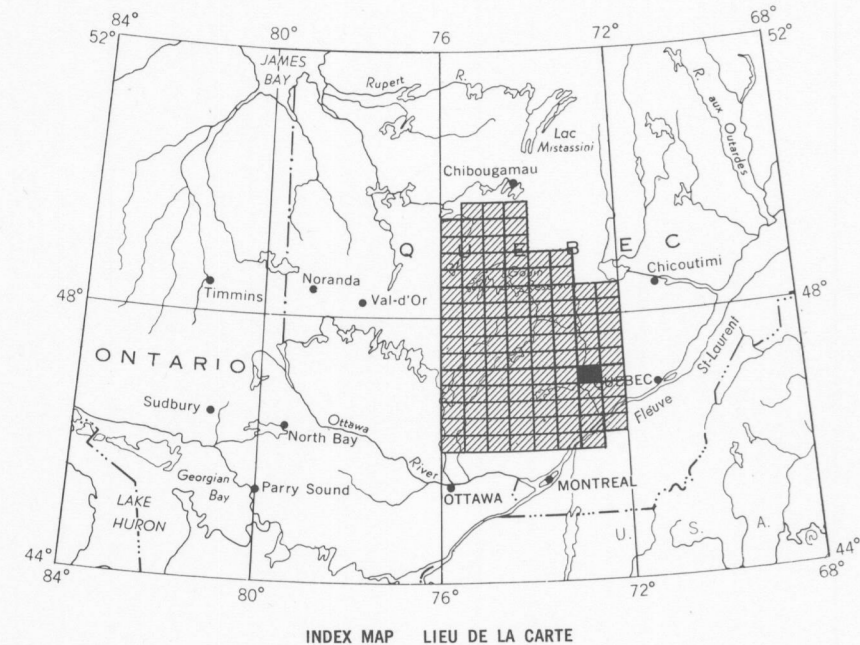 84°
52°
80°
76
72°
68°
52°
JAMES
BAY
Rupert R.
Lac
Mistassini
R. aux Outardes
Chibougamau
Q U E B E C
Chicoutimi
Timmins
Noranda
Val-d'Or
48°
48°
ONTARIO
QUEBEC
St-Laurent
Fleuve
Sudbury
North Bay
Ottawa
River
Georgian
Bay
Parry Sound
OTTAWA
MONTREAL
LAKE
HURON
U. S. A.
44°
84°
80°
76°
72°
44°
68°
INDEX MAP LIEU DE LA CARTE